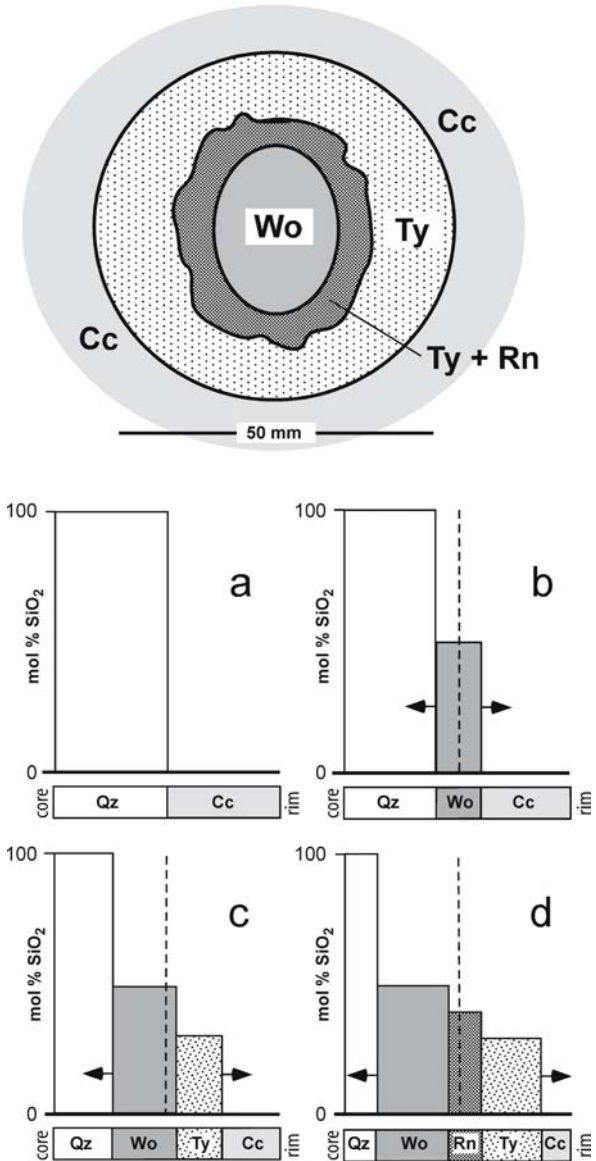 Cc
Wo
Ty
Cc
Ty + Rn
50 mm
100
a
mol % SiO₂
0
core
Qz
Cc
rim
100
b
mol % SiO₂
0
core
Qz
Wo
Cc
rim
100
c
mol % SiO₂
0
core
Qz
Wo
Ty
Cc
rim
100
d
mol % SiO₂
0
core
Qz
Wo
Rn
Ty
Cc
rim